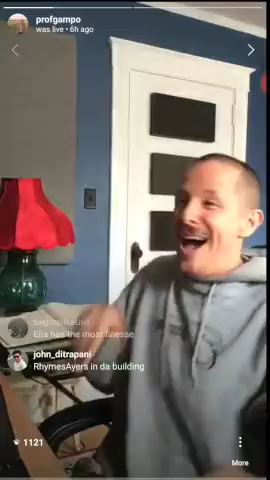 profgampo
was live • 6h ago
Ella has the most finesse
john_ditrapani
RhymesAyers in da building
1121
More